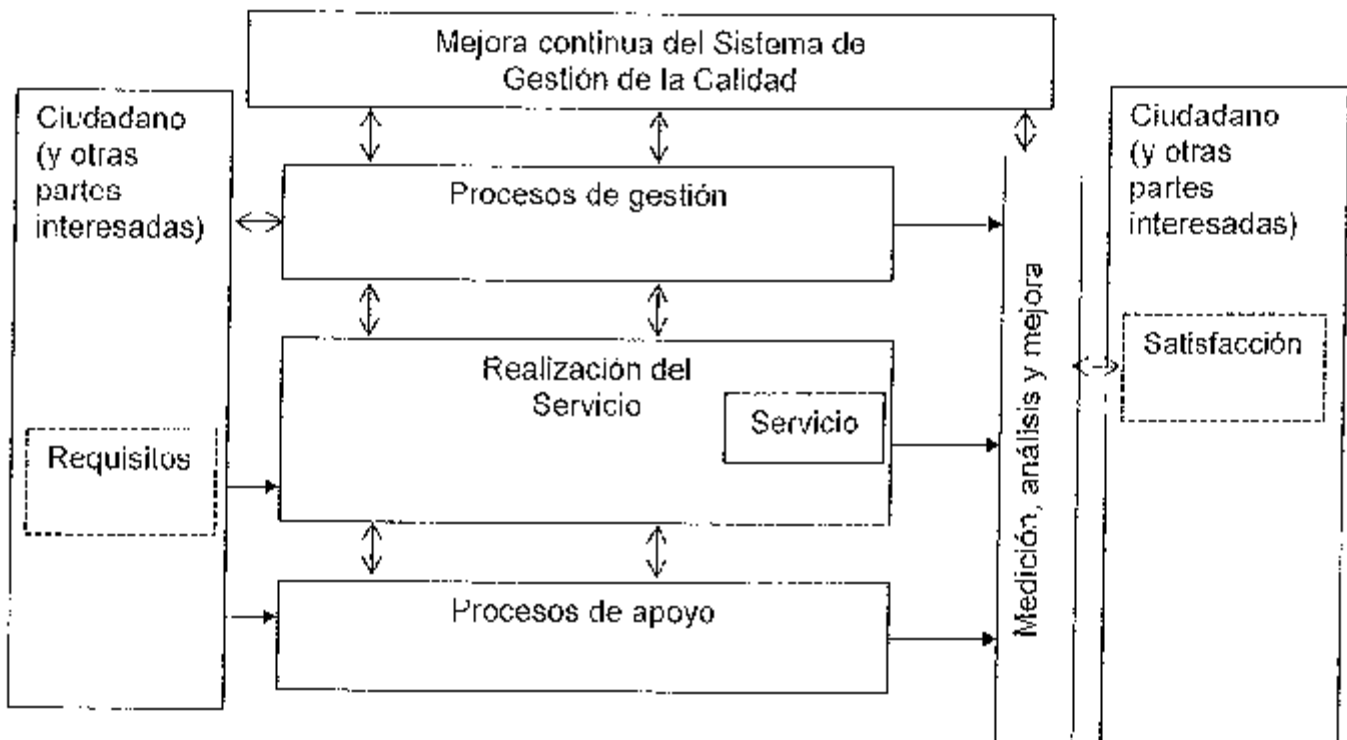 Mejora continua del Sistema de
Gestión de la Calidad
Ciudadano
(y otras
partes
interesadas)
Requisitos
Procesos de gestión
Realización del
Servicio
Servicio
Procesos de apoyo
Medición, análisis y mejora
Ciudadano
(y otras
partes
interesadas)
Satisfacción